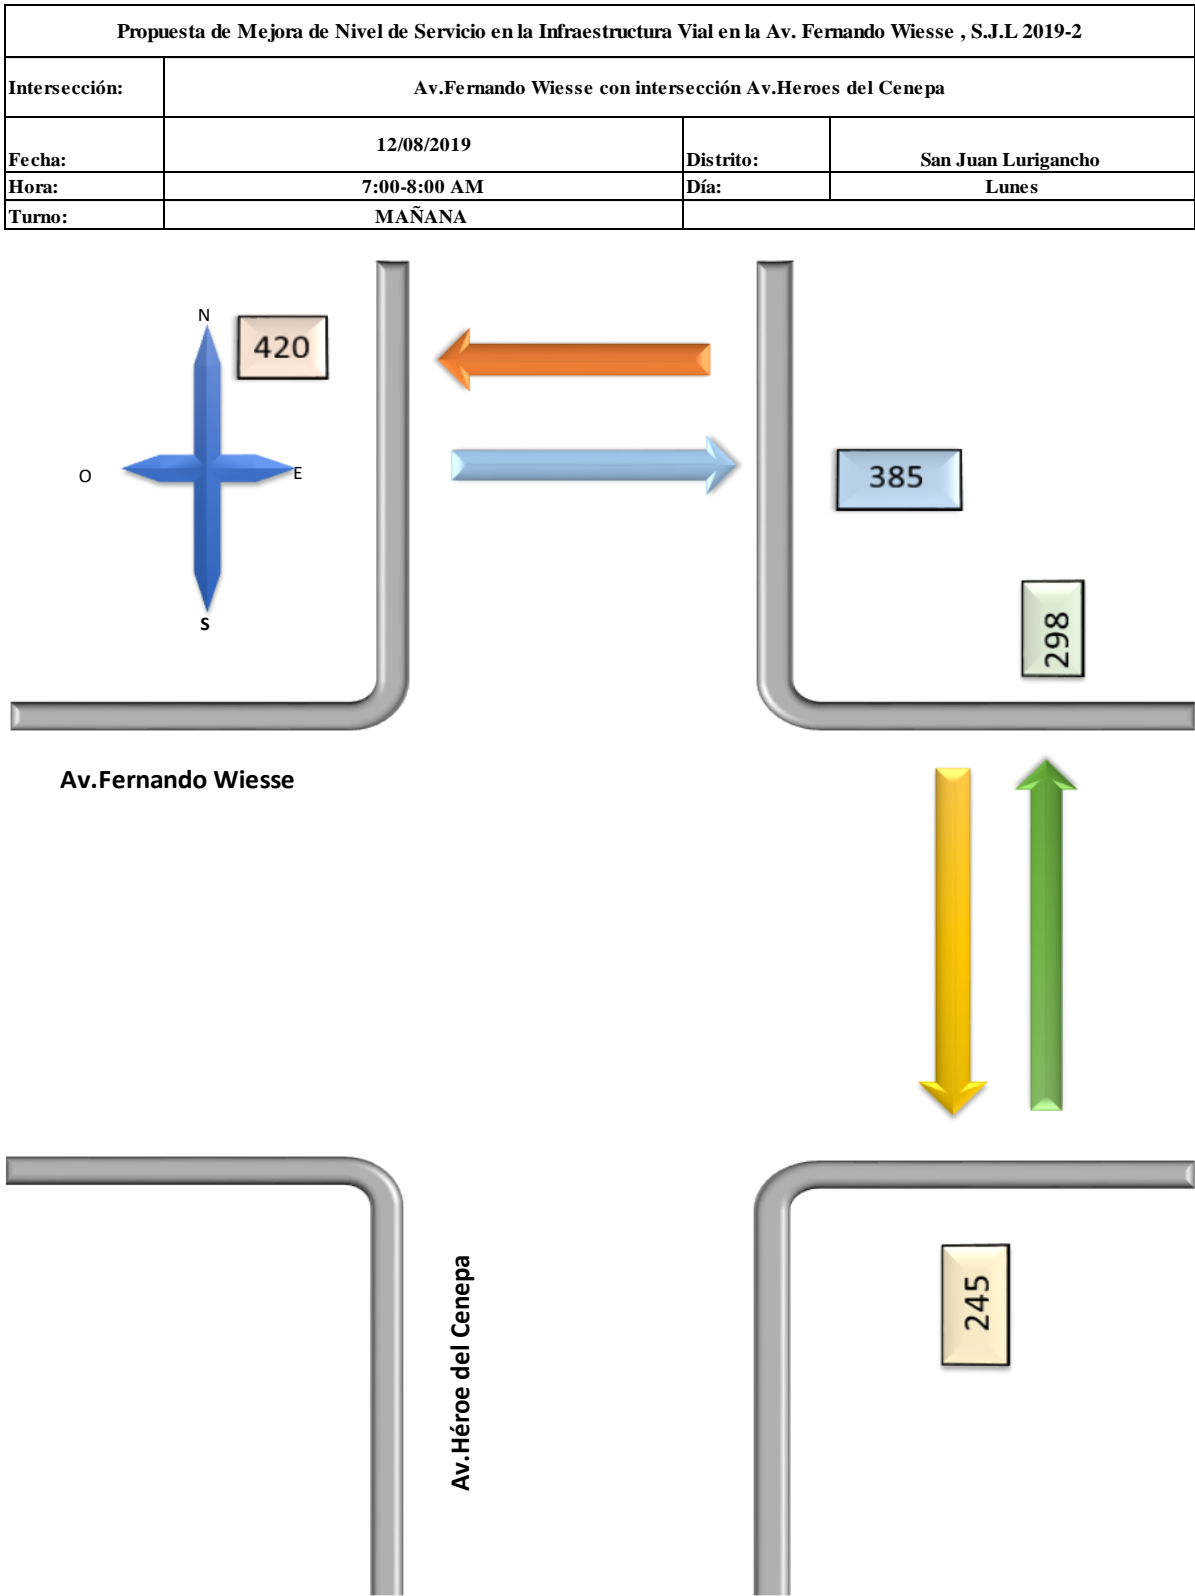 Propuesta de Mejora de Nivel de Servicio en la Infraestructura Vial en la Av. Fernando Wiesse , S.J.L 2019-2
Intersección: Av.Fernando Wiesse con intersección Av.Heroes del Cenepa
Fecha: 12/08/2019 Distrito: San Juan Lurigancho
Hora: 7:00-8:00 AM Día: Lunes
Turno: MAÑANA
N
420
O
E
385
S
298
Av.Fernando Wiesse
Av.Héroe del Cenepa
245